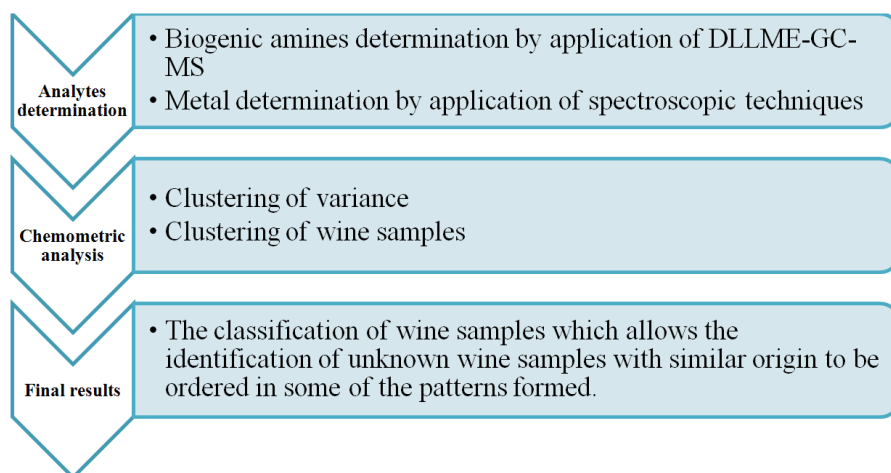 Analytes
determination
• Biogenic amines determination by application of DLLME-GC-
MS
• Metal determination by application of spectroscopic techniques
Chemometric
analysis
• Clustering of variance
• Clustering of wine samples
Final results
• The classification of wine samples which allows the
identification of unknown wine samples with similar origin to be
ordered in some of the patterns formed.